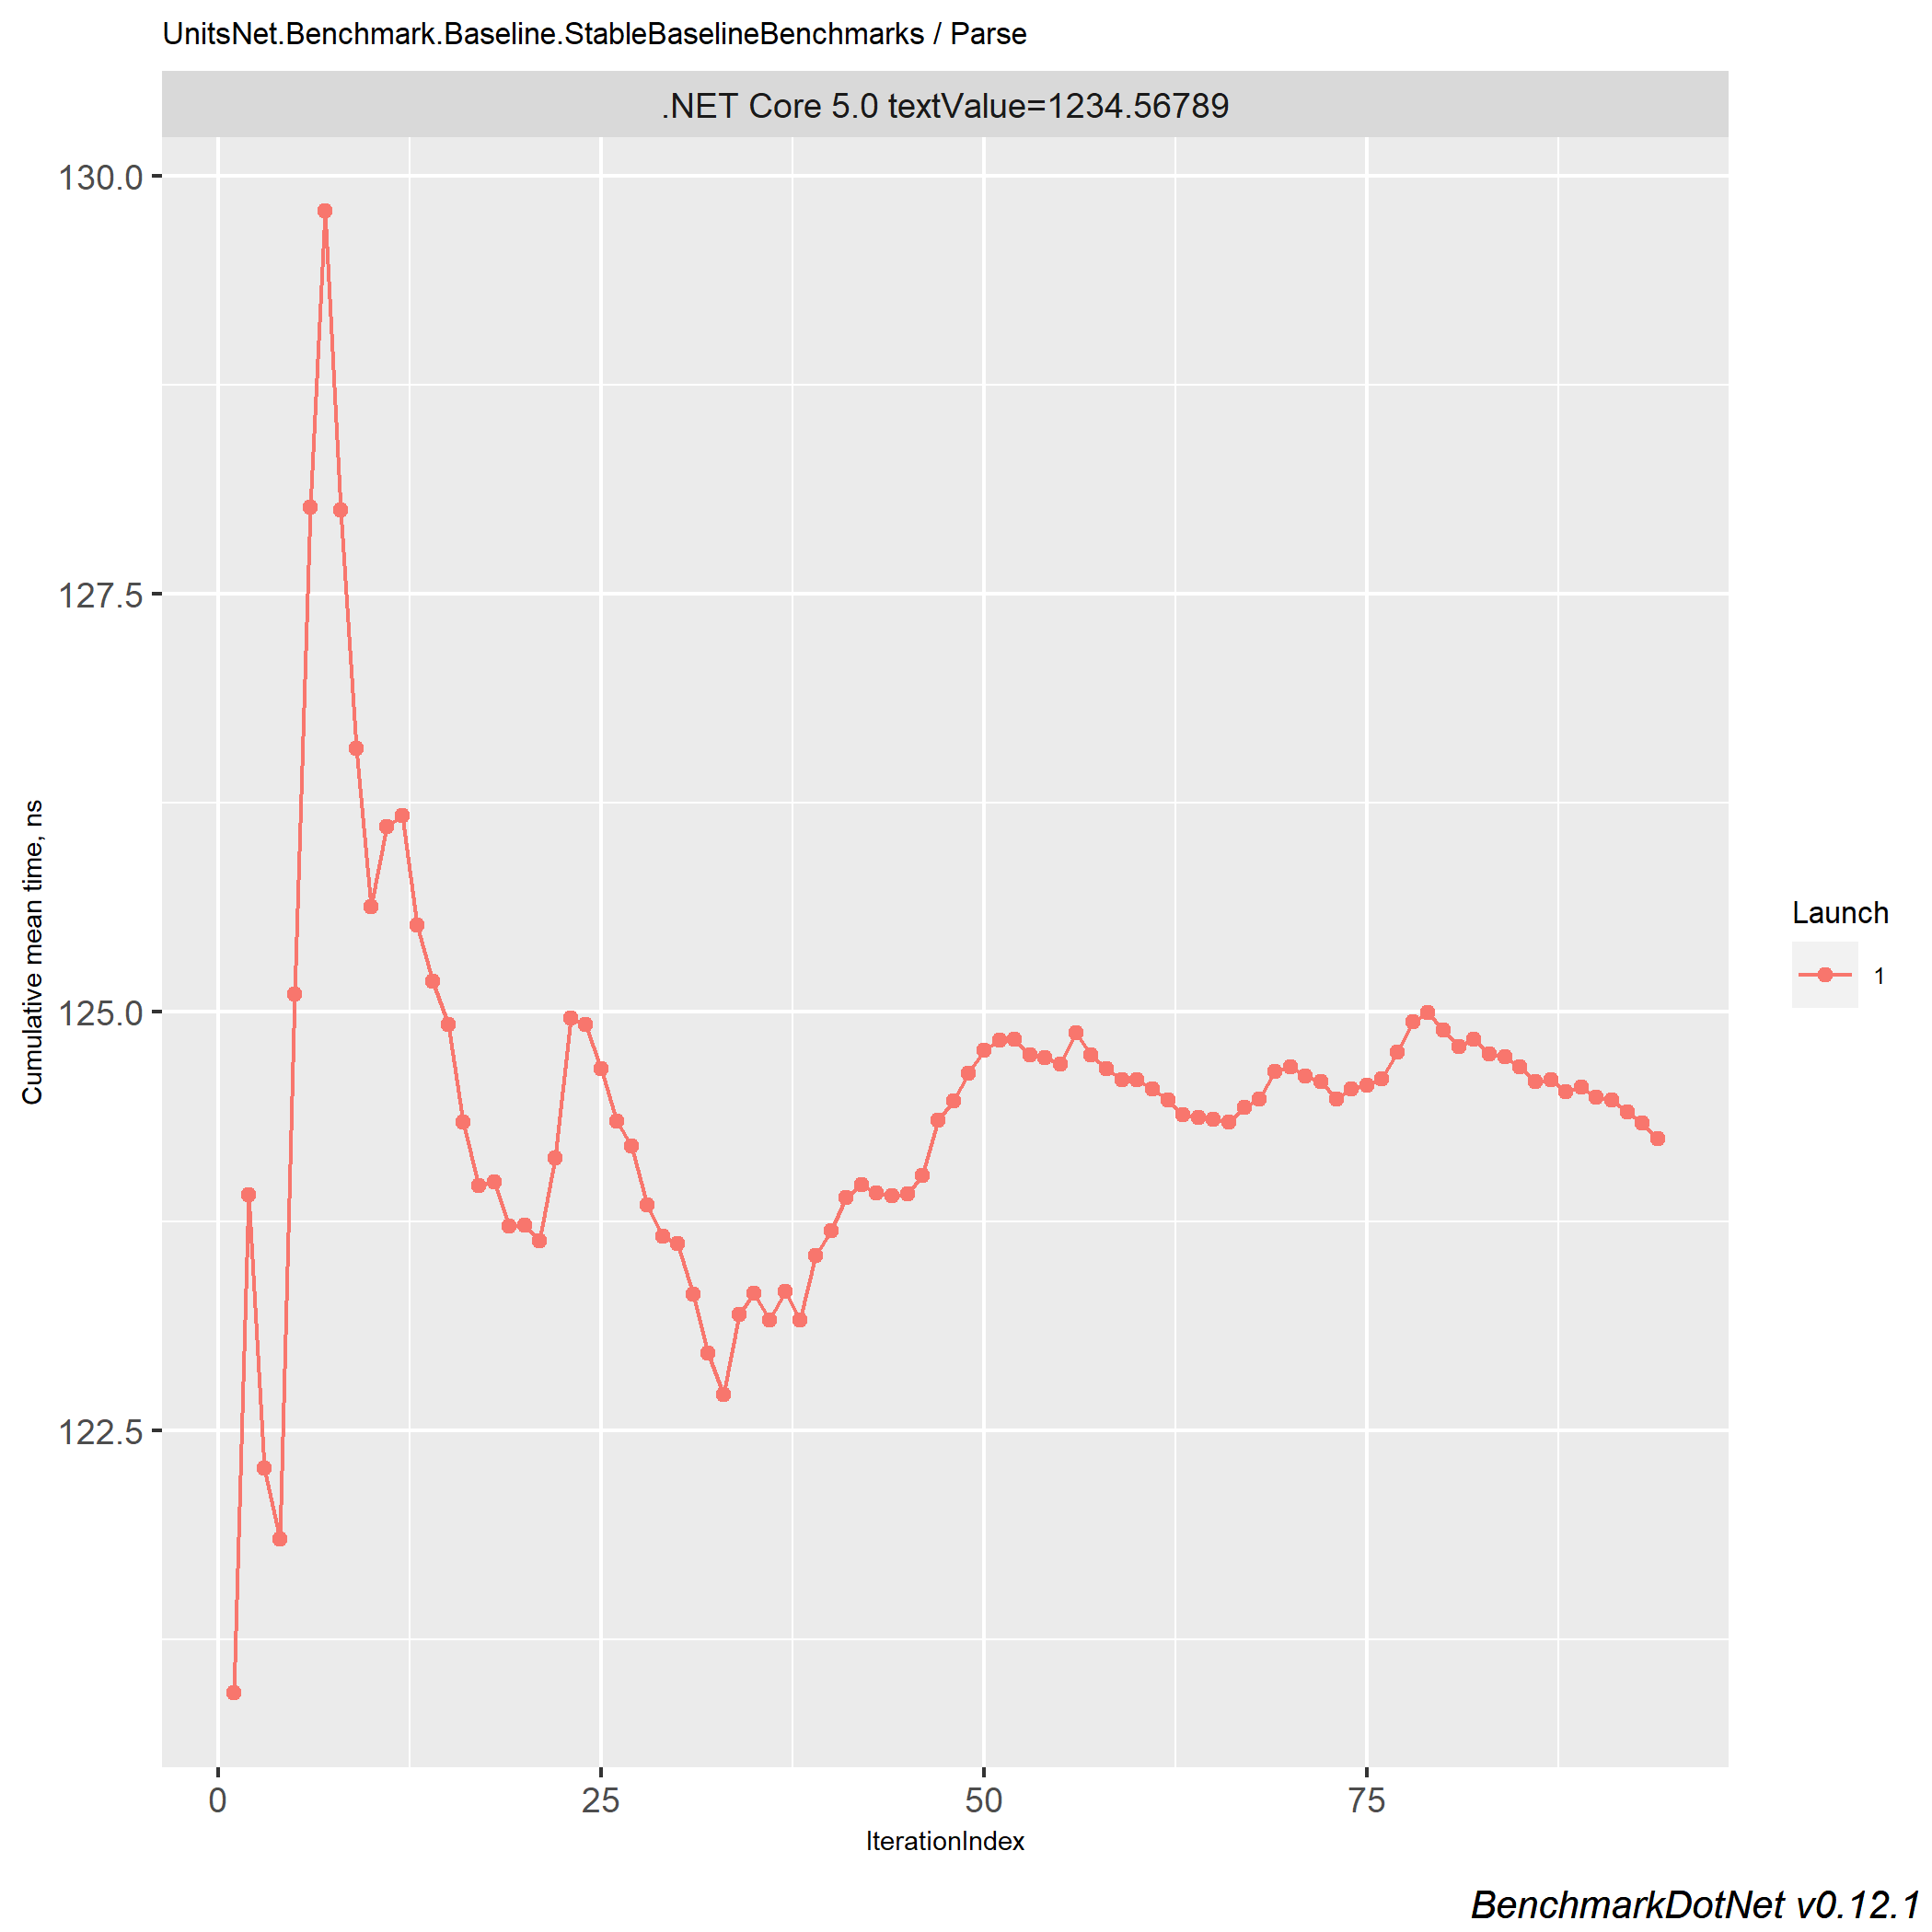 UnitsNet.Benchmark.Baseline.StableBaselineBenchmarks / Parse
.NET Core 5.0 textValue=1234.56789
130.0
127.5
125.0
122.5
Cumulative mean time, ns
0 25 50 75
IterationIndex
Launch
1
BenchmarkDotNet v0.12.1